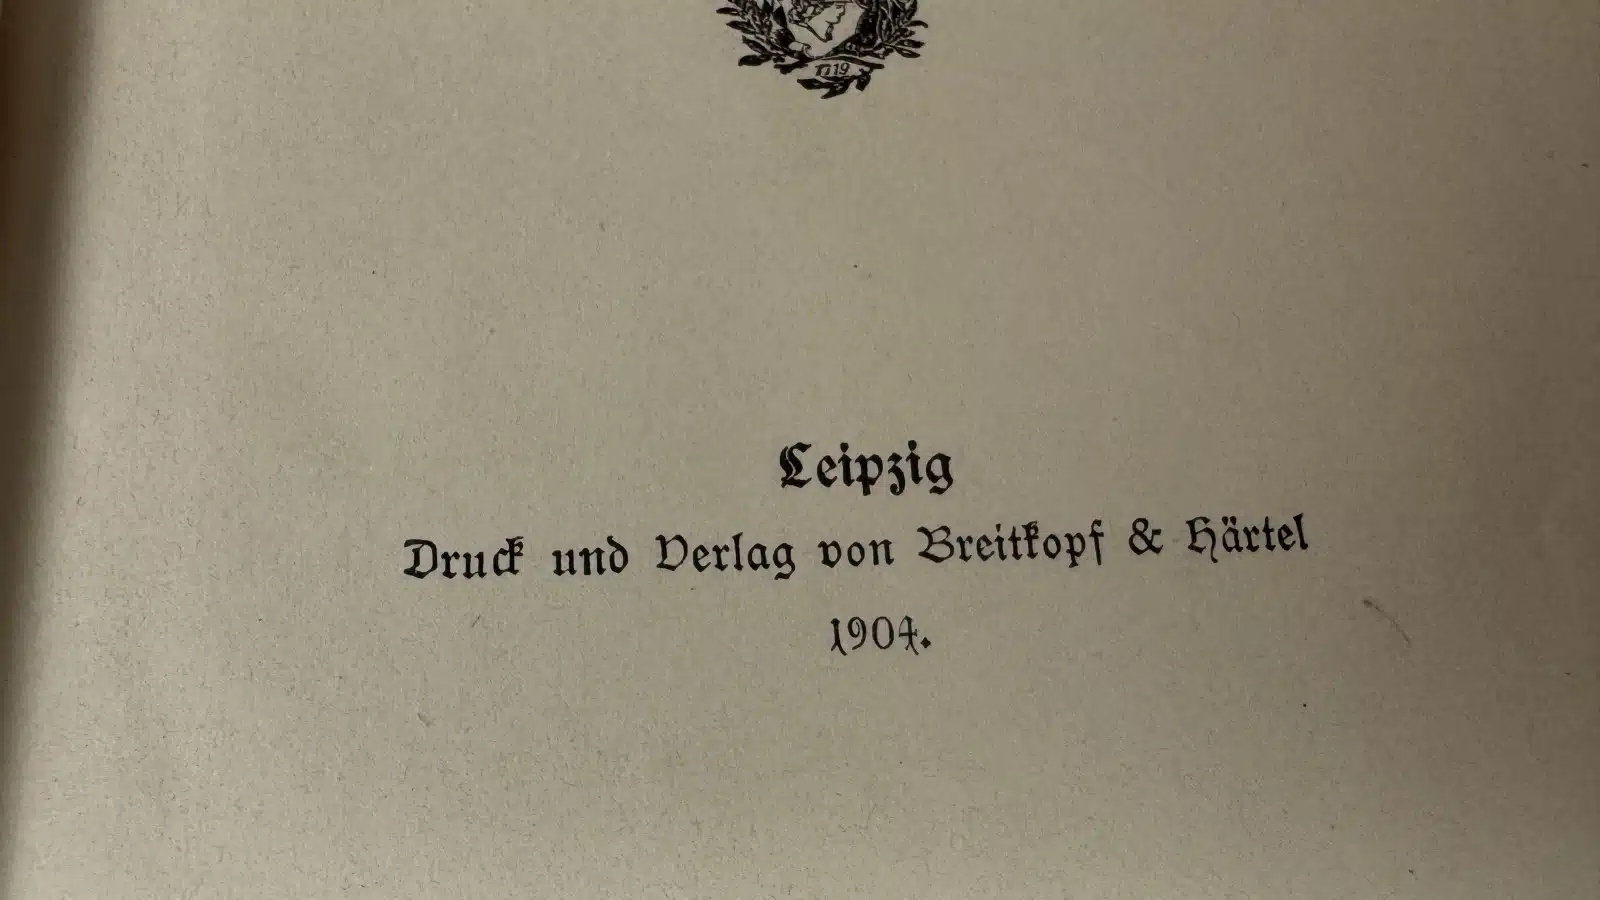 1719
Leipzig
Druck und Verlag von Breitkopf & Härtel
1904.